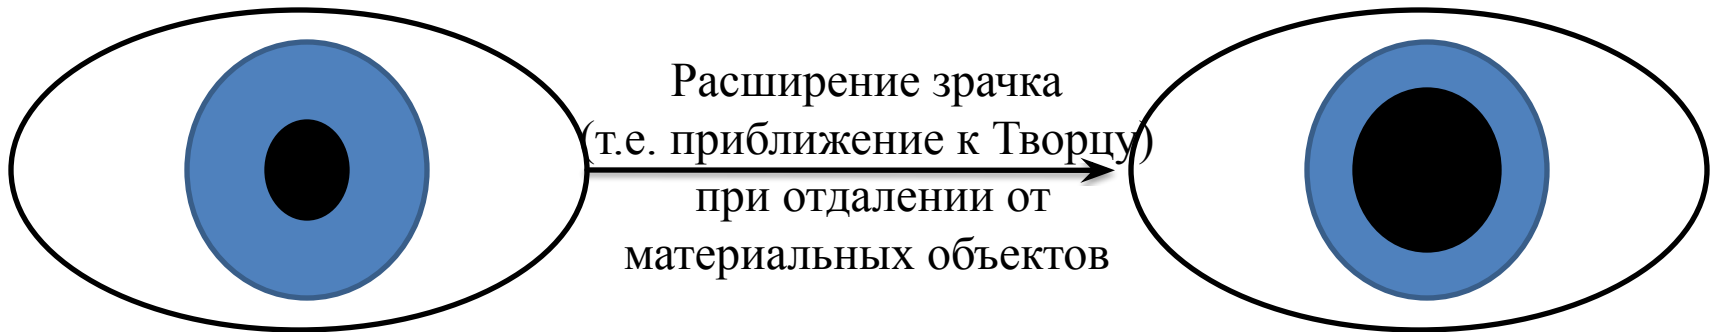 Расширение зрачка
(т.е. приближение к Творцу)
при отдалении от
материальных объектов